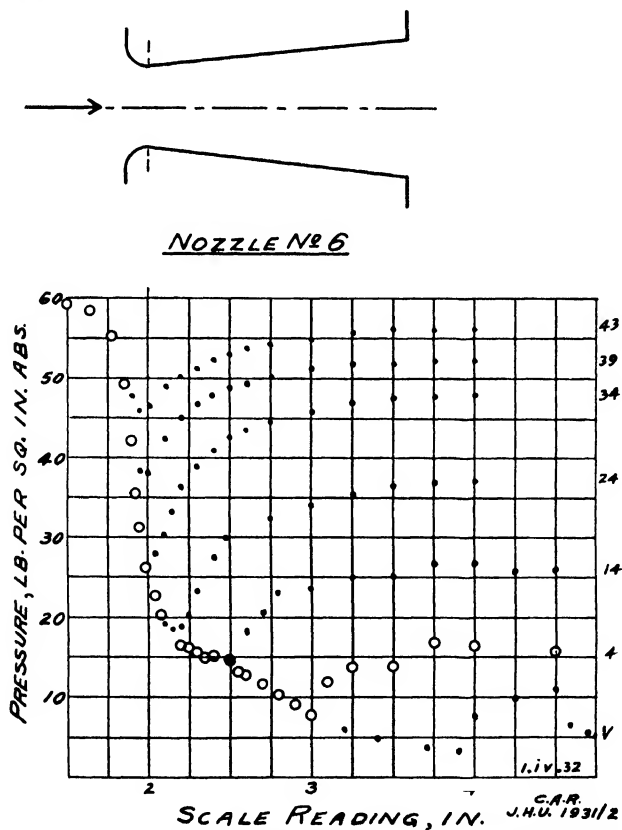 NOZZLE Nº 6
PRESSURE, LB. PER SQ. IN. ABS.
60
50
40
30
20
10
43
39
34
24
14
4
V
2
3
1.iv.32
SCALE READING, IN.
C.A.R.
J.H.U. 1931/2